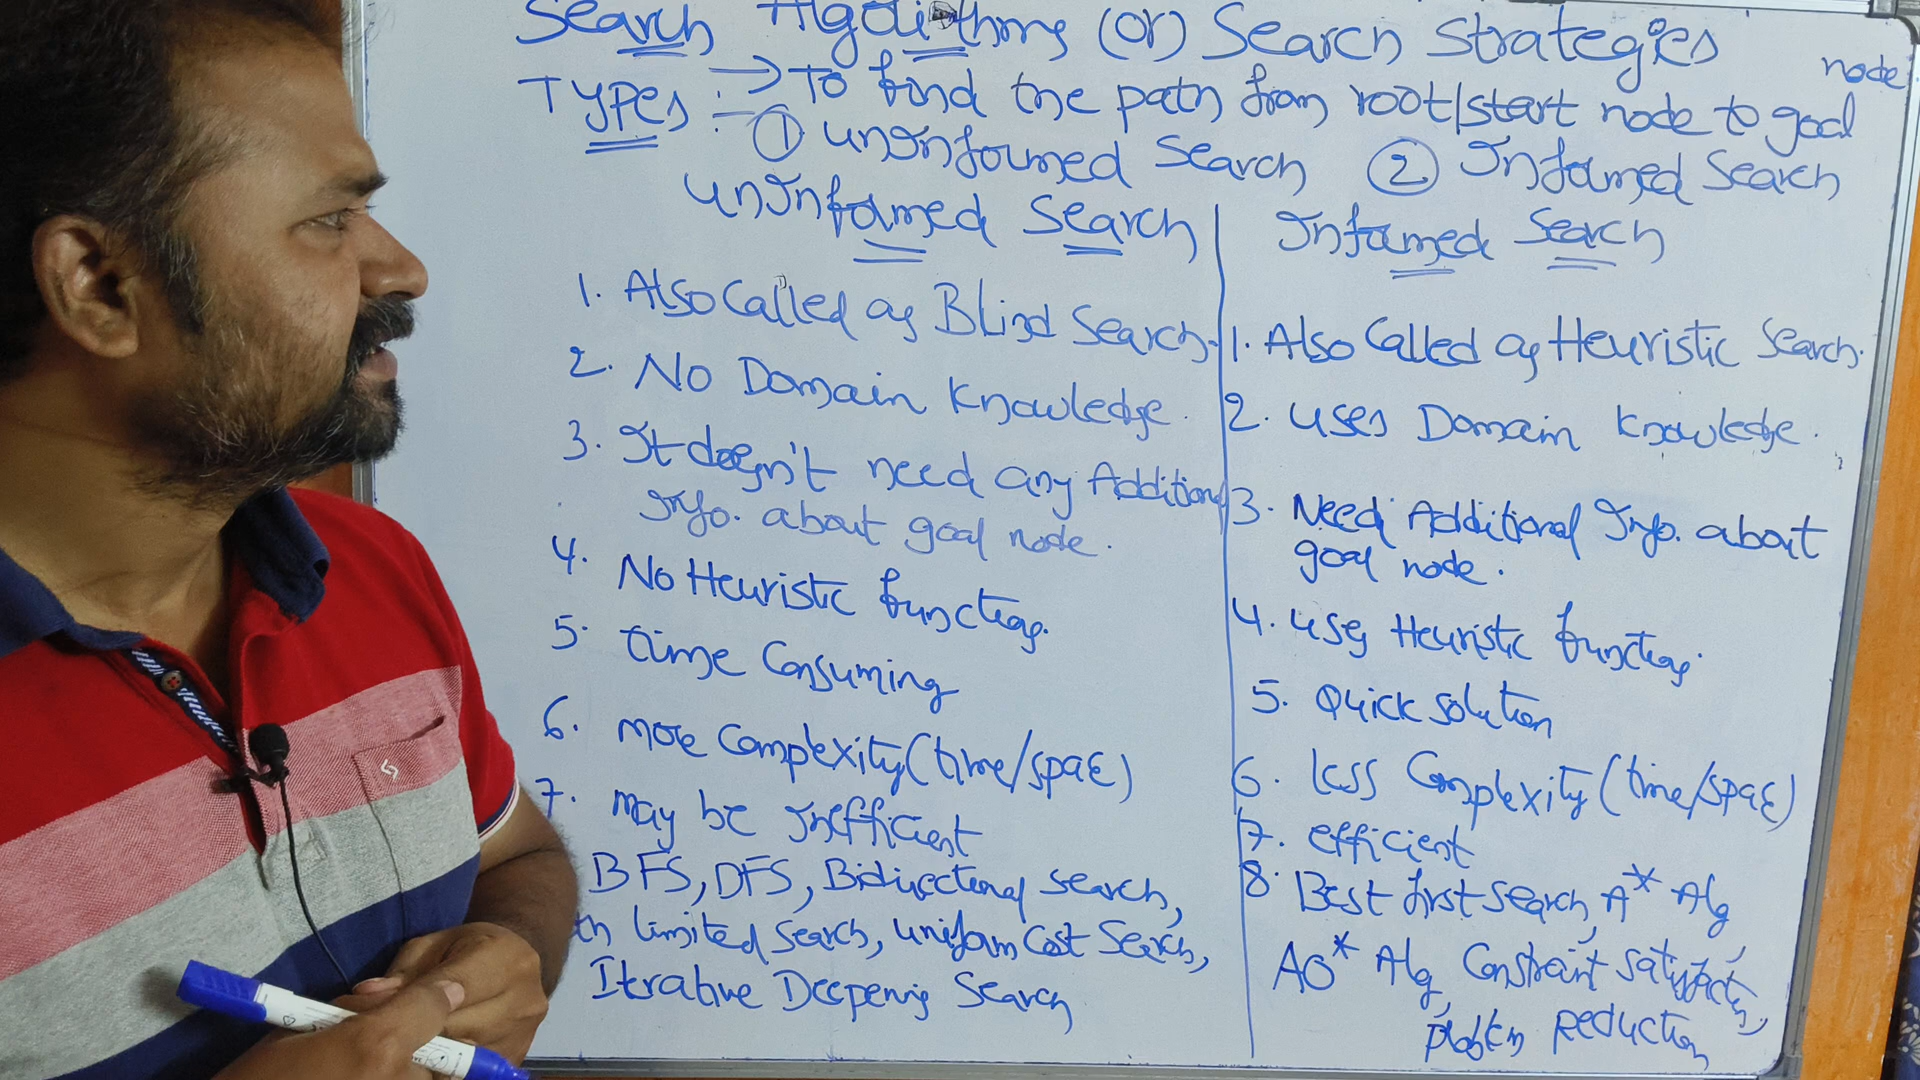 Search Algorithms (or) Search Strategies
TYPES :- → To find the path from root/start node to goal node
① UnInformed Search ② Informed Search
UnInformed Search
1. Also Called as Blind Search.
2. No Domain Knowledge.
3. It doesn't need any Additional
Info. about goal node.
4. No Heuristic functions.
5. time Consuming
6. more Complexity (time/space)
7. may be Inefficient
BFS, DFS, Bidirectional Search,
th limited Search, uniform Cost Search,
Iterative Deepening Search
Informed Search
1. Also Called as Heuristic Search.
2. Uses Domain Knowledge.
3. Need Additional Info. about
goal node.
4. Uses Heuristic functions.
5. Quick Solution
6. less Complexity (time/space)
7. efficient
8. Best first search, A* Alg,
AO* Alg, Constraint satisfaction,
problem reduction